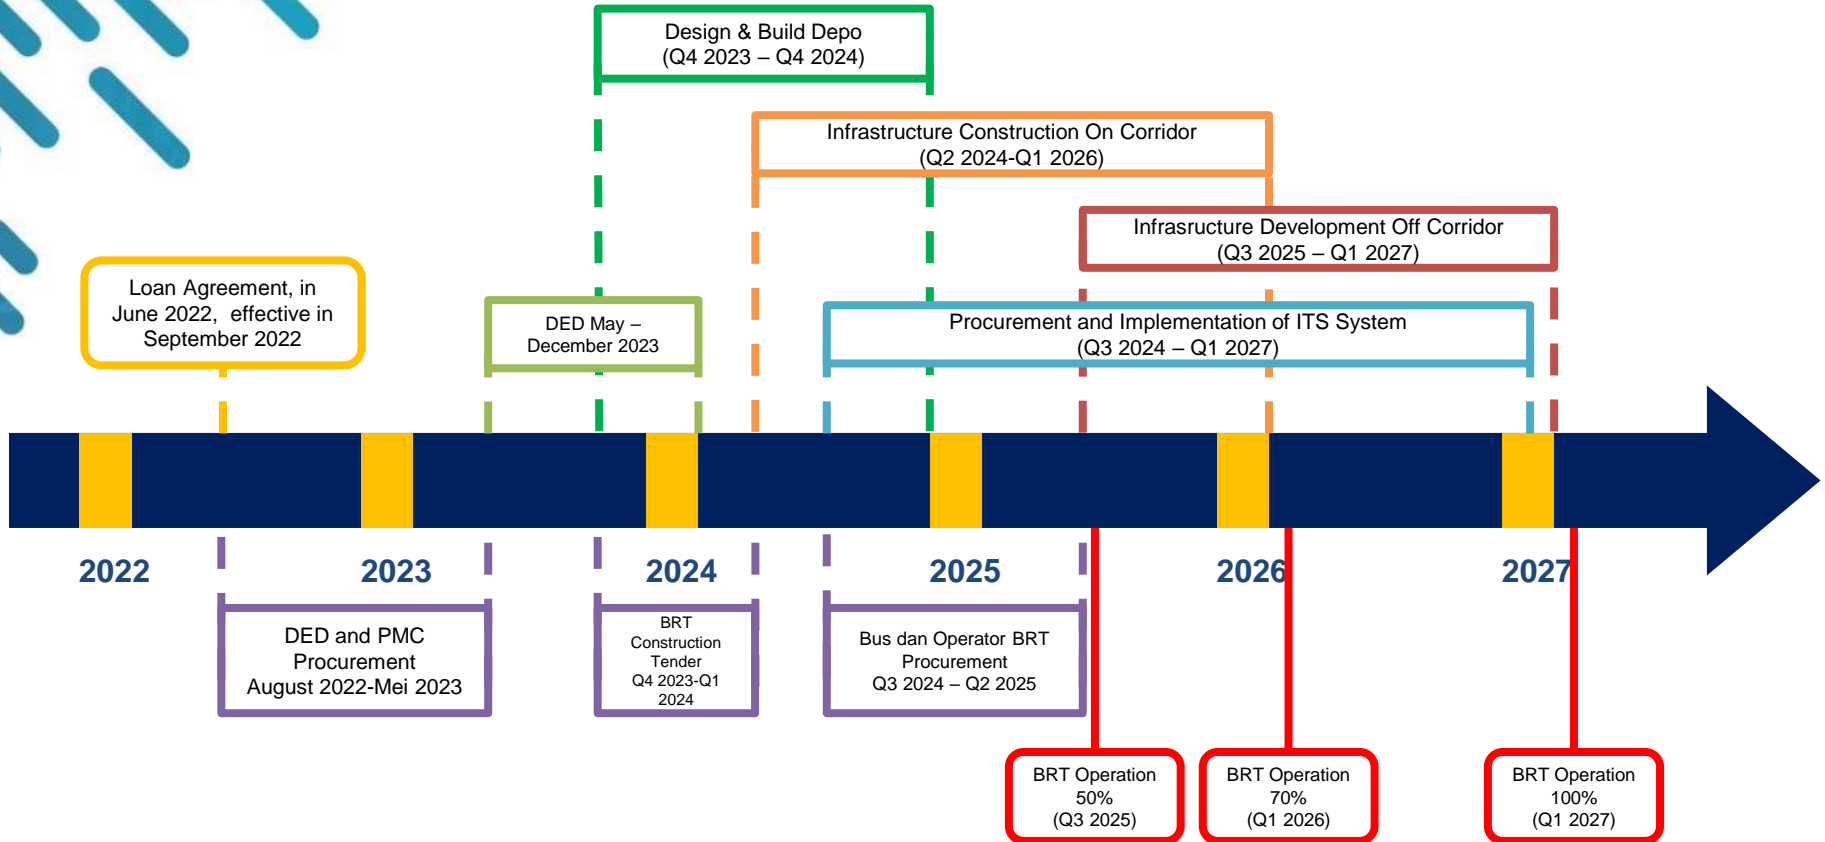 Design & Build Depo
(Q4 2023 – Q4 2024)
Infrastructure Construction On Corridor
(Q2 2024-Q1 2026)
Infrasructure Development Off Corridor
(Q3 2025 – Q1 2027)
Loan Agreement, in
June 2022, effective in
September 2022
DED May –
December 2023
Procurement and Implementation of ITS System
(Q3 2024 – Q1 2027)
2022
2023
2024
2025
2026
2027
DED and PMC
Procurement
August 2022-Mei 2023
BRT
Construction
Tender
Q4 2023-Q1
2024
Bus dan Operator BRT
Procurement
Q3 2024 – Q2 2025
BRT Operation
50%
(Q3 2025)
BRT Operation
70%
(Q1 2026)
BRT Operation
100%
(Q1 2027)